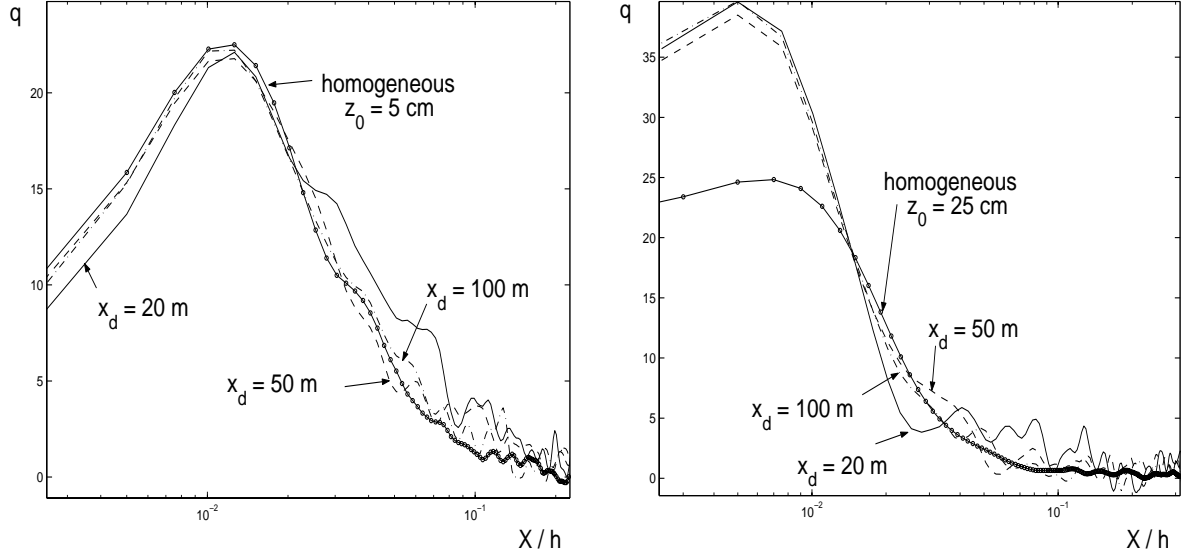 q
20
15
10
5
0
homogeneous
z_0 = 5 cm
x_d = 20 m
x_d = 100 m
x_d = 50 m
10^-2
10^-1
X / h
q
35
30
25
20
15
10
5
0
homogeneous
z_0 = 25 cm
x_d = 50 m
x_d = 100 m
x_d = 20 m
10^-2
10^-1
X / h